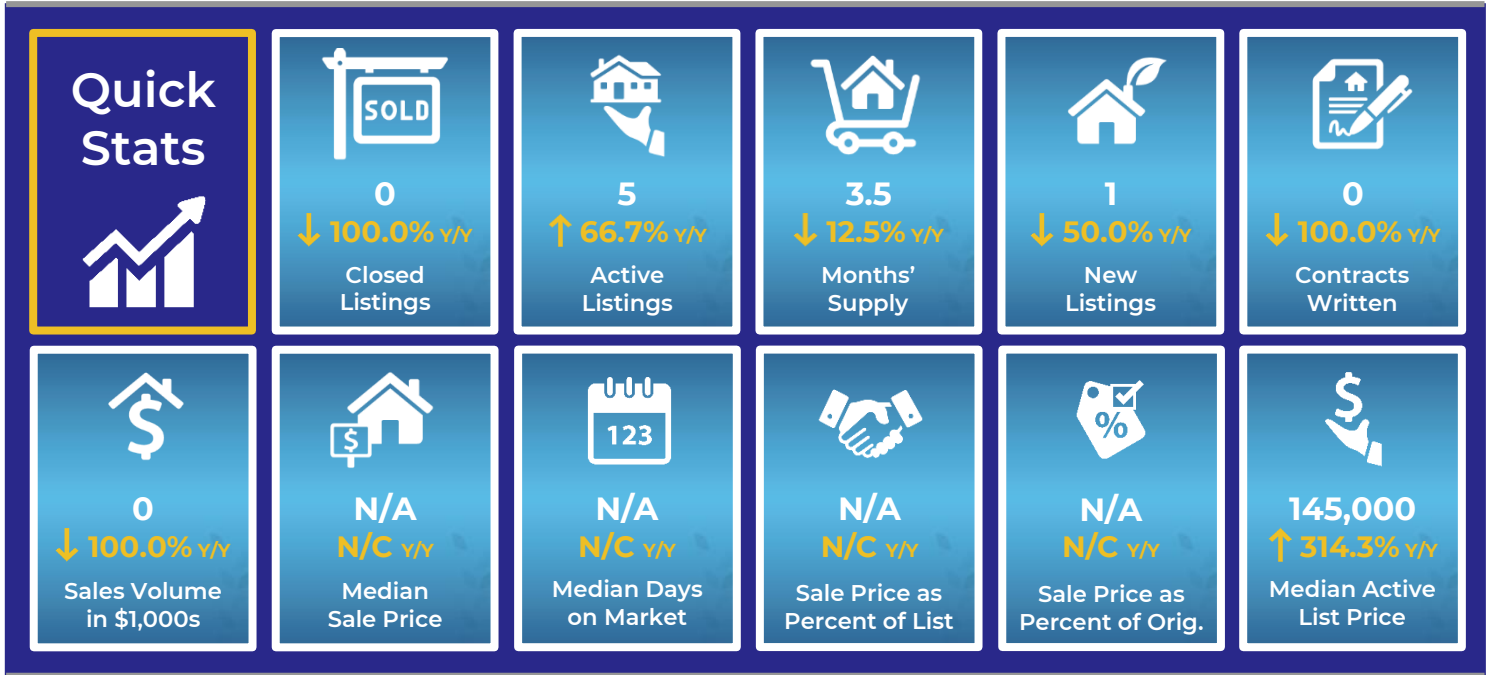 Quick
Stats
SOLD
0
↓ 100.0% Y/Y
Closed
Listings
5
↑ 66.7% Y/Y
Active
Listings
3.5
↓ 12.5% Y/Y
Months’
Supply
1
↓ 50.0% Y/Y
New
Listings
0
↓ 100.0% Y/Y
Contracts
Written
$
0
↓ 100.0% Y/Y
Sales Volume
in $1,000s
$
N/A
N/C Y/Y
Median
Sale Price
123
N/A
N/C Y/Y
Median Days
on Market
N/A
N/C Y/Y
Sale Price as
Percent of List
%
N/A
N/C Y/Y
Sale Price as
Percent of Orig.
$
145,000
↑ 314.3% Y/Y
Median Active
List Price